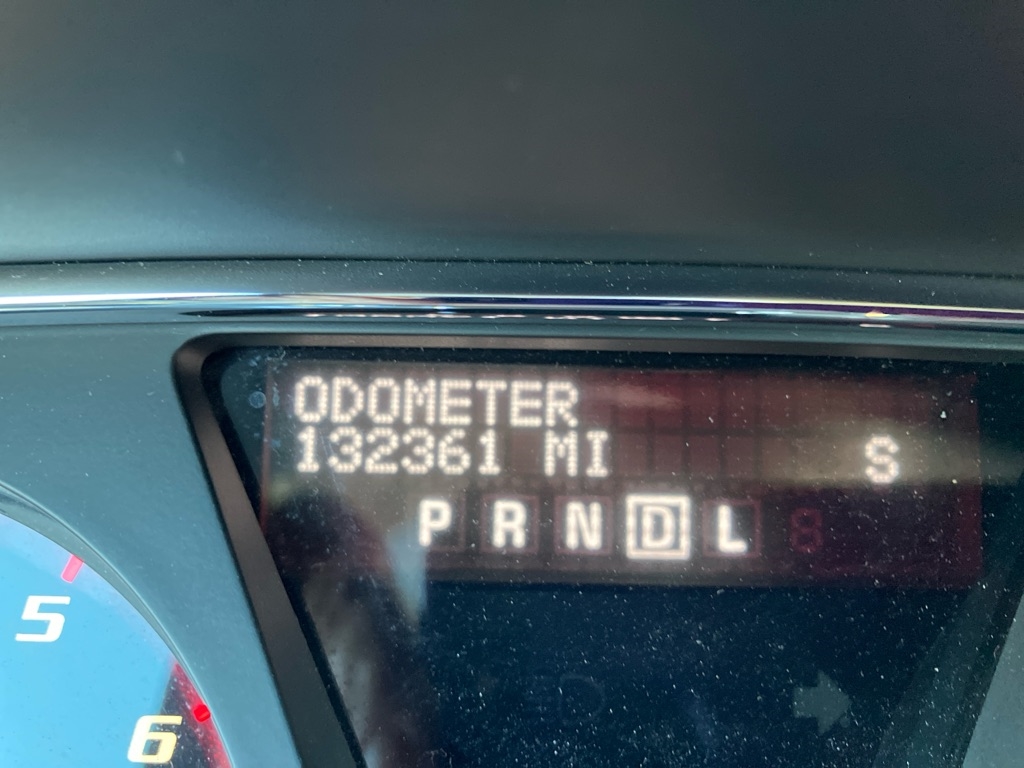 ODOMETER
132361 MI S
P R N D L 8
5
6